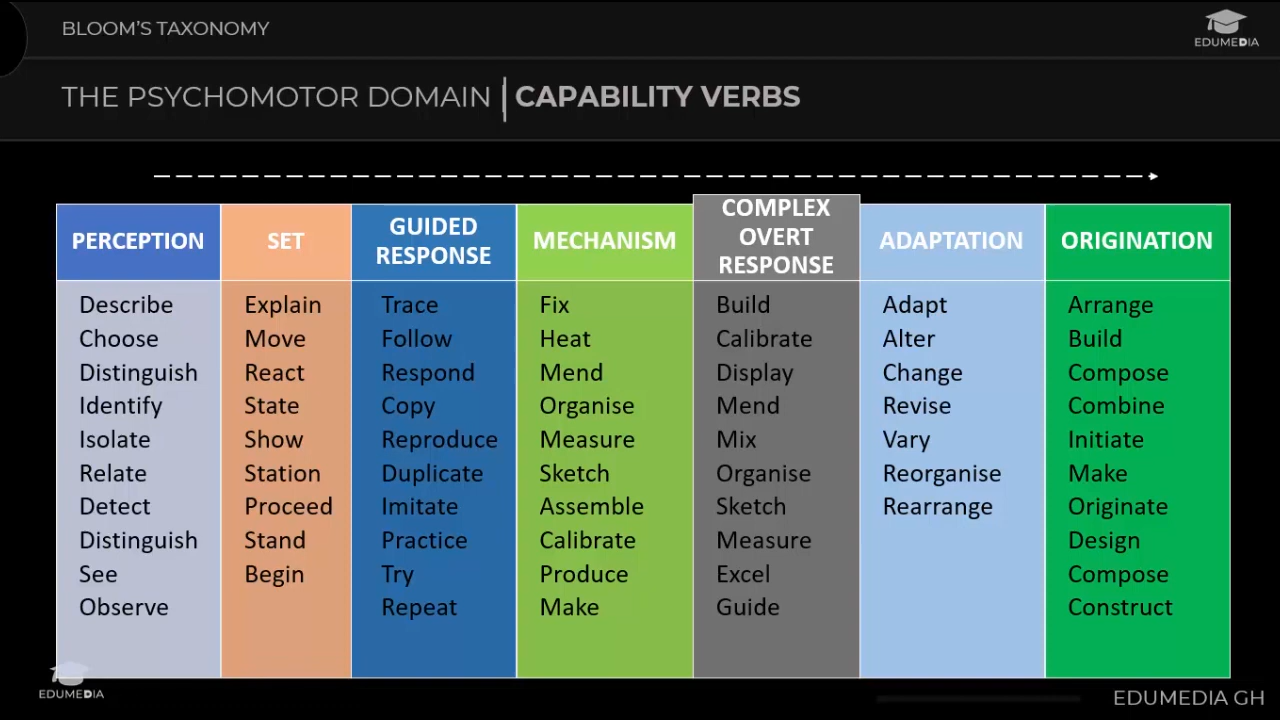 BLOOM'S TAXONOMY
EDUMEDIA
THE PSYCHOMOTOR DOMAIN | CAPABILITY VERBS
PERCEPTION
Describe
Choose
Distinguish
Identify
Isolate
Relate
Detect
Distinguish
See
Observe
SET
Explain
Move
React
State
Show
Station
Proceed
Stand
Begin
GUIDED
RESPONSE
Trace
Follow
Respond
Copy
Reproduce
Duplicate
Imitate
Practice
Try
Repeat
MECHANISM
Fix
Heat
Mend
Organise
Measure
Sketch
Assemble
Calibrate
Produce
Make
COMPLEX
OVERT
RESPONSE
Build
Calibrate
Display
Mend
Mix
Organise
Sketch
Measure
Excel
Guide
ADAPTATION
Adapt
Alter
Change
Revise
Vary
Reorganise
Rearrange
ORIGINATION
Arrange
Build
Compose
Combine
Initiate
Make
Originate
Design
Compose
Construct
EDUMEDIA
EDUMEDIA GH